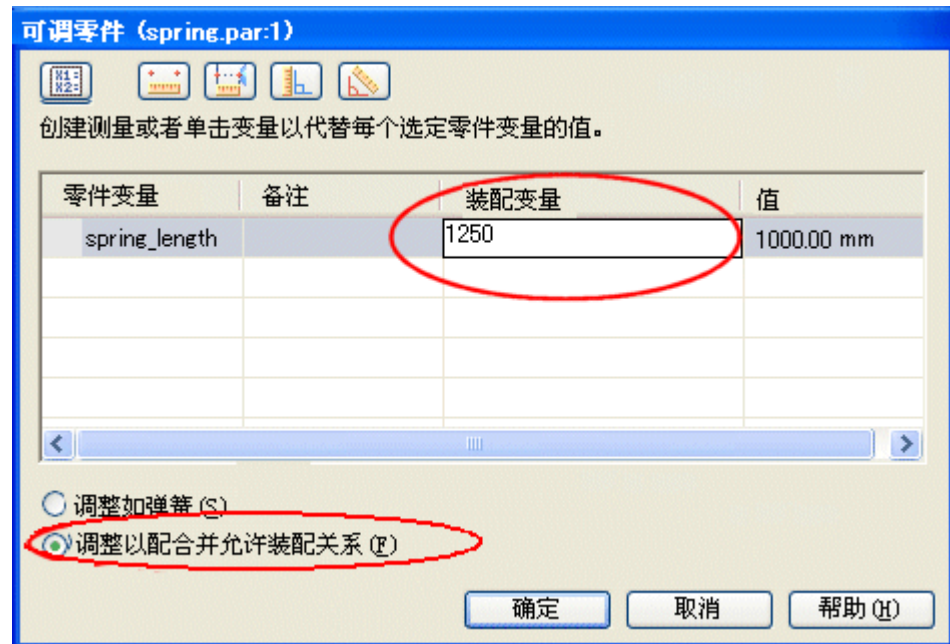 可调零件 (spring.par:1)
X1=
X2=
创建测量或者单击变量以代替每个选定零件变量的值。
零件变量 备注 装配变量 值
spring_length 1250 1000.00 mm
调整如弹簧(S)
调整以配合并允许装配关系(F)
确定 取消 帮助(H)